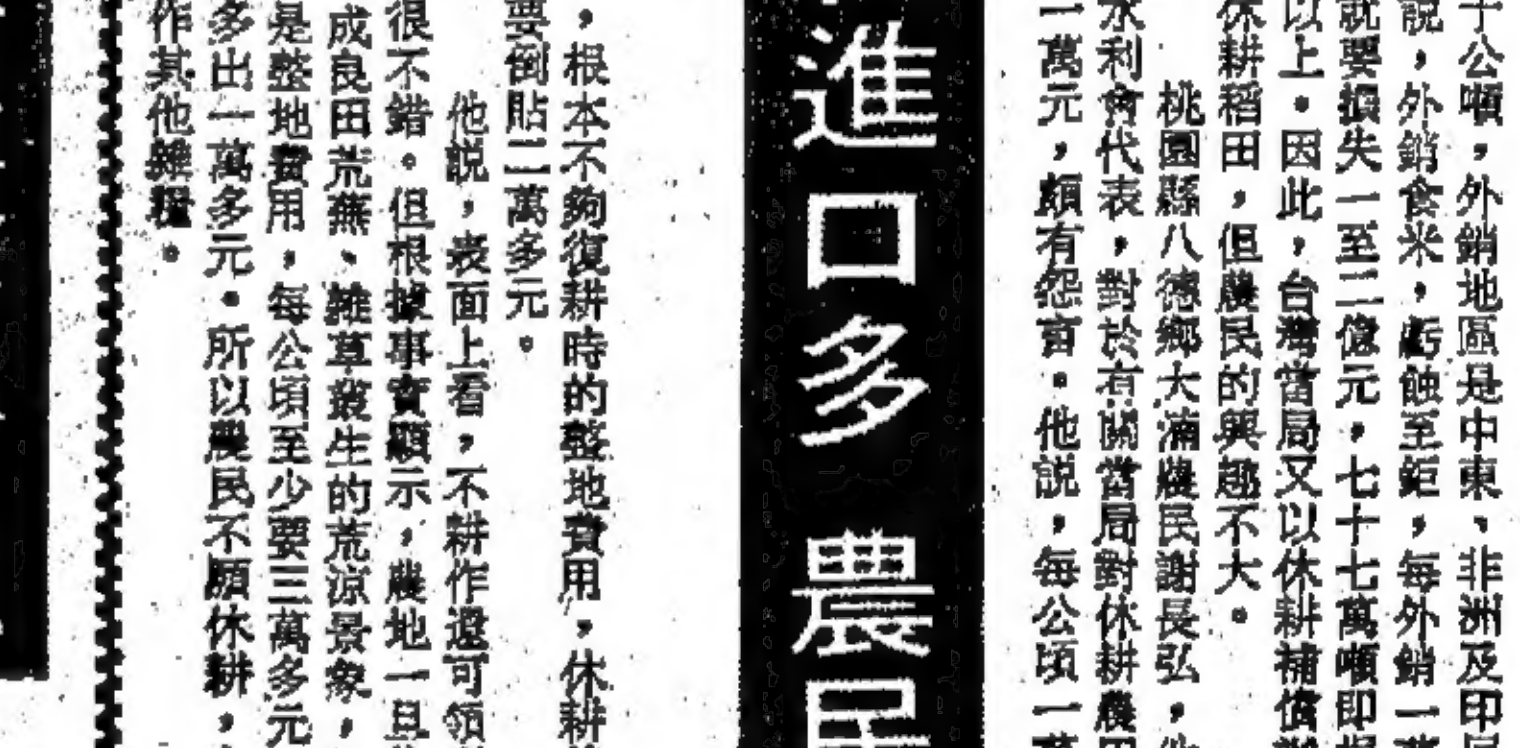 千公噸，外銷地區是中東、非洲及印尼
說，外銷食米，虧蝕至鉅，每外銷一萬
就要損失一至二億元，七十七萬噸即損
以上。因此，台灣當局又以休耕補償辦
休耕稻田，但農民的興趣不大。
桃園縣八德鄉大湳農民謝長弘，他
水利會代表，對於有關當局對休耕農田
一萬元，頗有怨言。他說，每公頃一萬
進口多 農民
，根本不夠復耕時的整地費用，休耕
要倒貼二萬多元。
他說，表面上看，不耕作還可領
很不錯。但根據事實顯示，農地一旦
成良田荒蕪、雜草叢生的荒涼景象，
是整地費用，每公頃至少要三萬多元
多出一萬多元。所以農民不願休耕，
作其他雜糧。